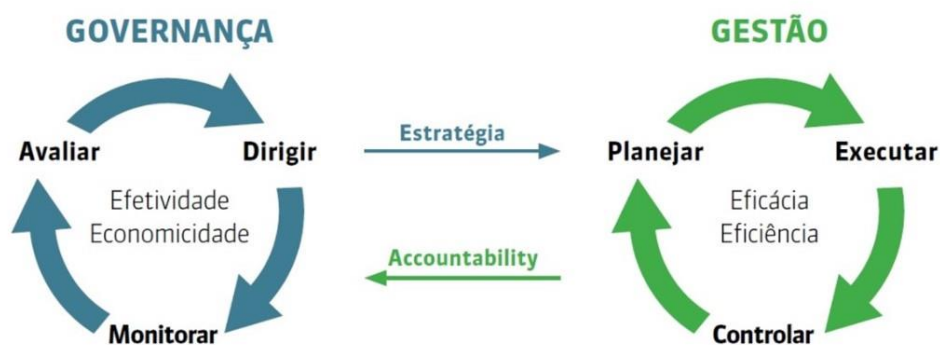 GOVERNANÇA
GESTÃO
Avaliar
Dirigir
Efetividade
Economicidade
Monitorar
Estratégia
Accountability
Planejar
Executar
Eficácia
Eficiência
Controlar